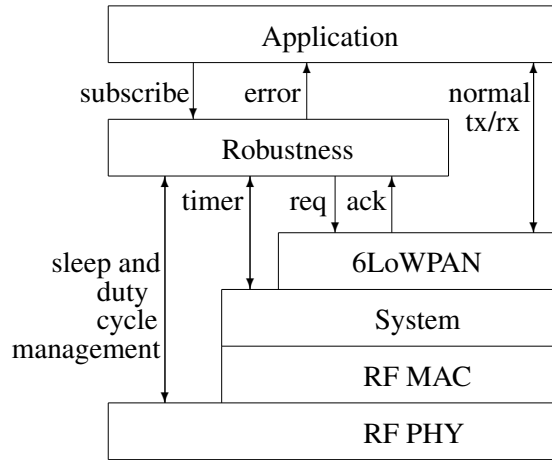 Application
subscribe
error
normal
tx/rx
Robustness
timer
req
ack
sleep and
duty
cycle
management
6LoWPAN
System
RF MAC
RF PHY